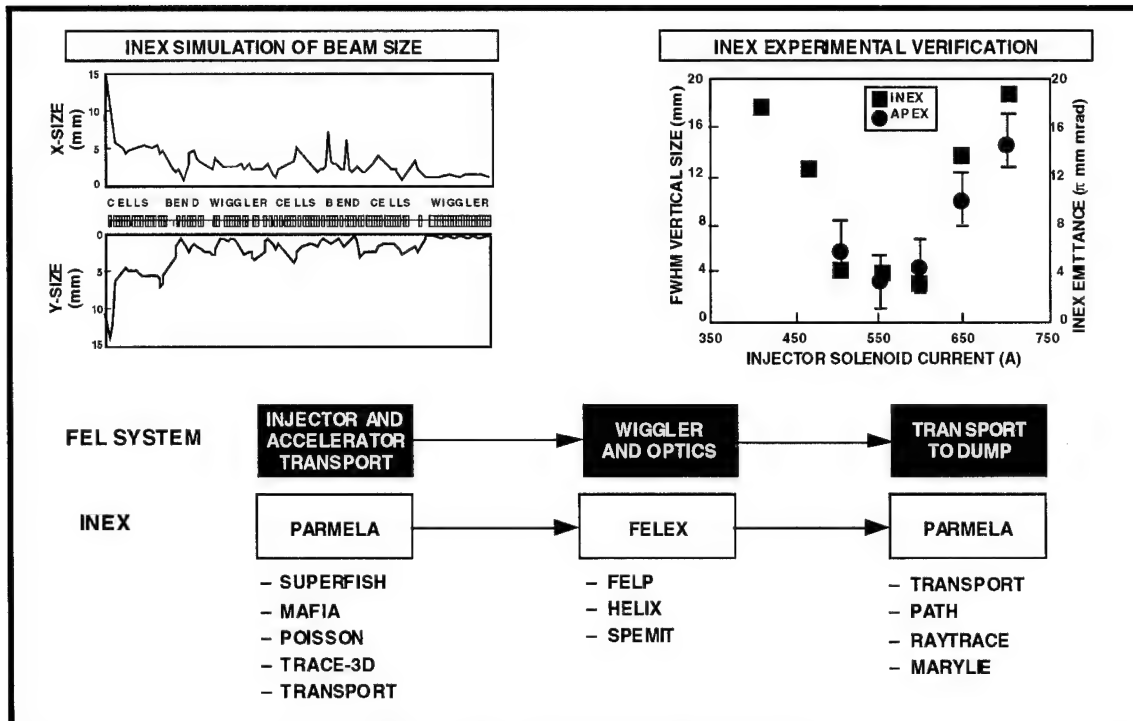 INEX SIMULATION OF BEAM SIZE
X-SIZE
(mm)
15
10
5
0
CELLS BEND WIGGLER CELLS BEND CELLS WIGGLER
Y-SIZE
(mm)
0
5
10
15
INEX EXPERIMENTAL VERIFICATION
FWHM VERTICAL SIZE (mm)
20
16
12
8
4
0
INEX
APEX
20
16
12
8
4
0
INEX EMITTANCE (π mm mrad)
350 450 550 650 750
INJECTOR SOLENOID CURRENT (A)
FEL SYSTEM
INJECTOR AND
ACCELERATOR
TRANSPORT
WIGGLER
AND OPTICS
TRANSPORT
TO DUMP
INEX
PARMELA
FELEX
PARMELA
– SUPERFISH
– MAFIA
– POISSON
– TRACE-3D
– TRANSPORT
– FELP
– HELIX
– SPEMIT
– TRANSPORT
– PATH
– RAYTRACE
– MARYLIE